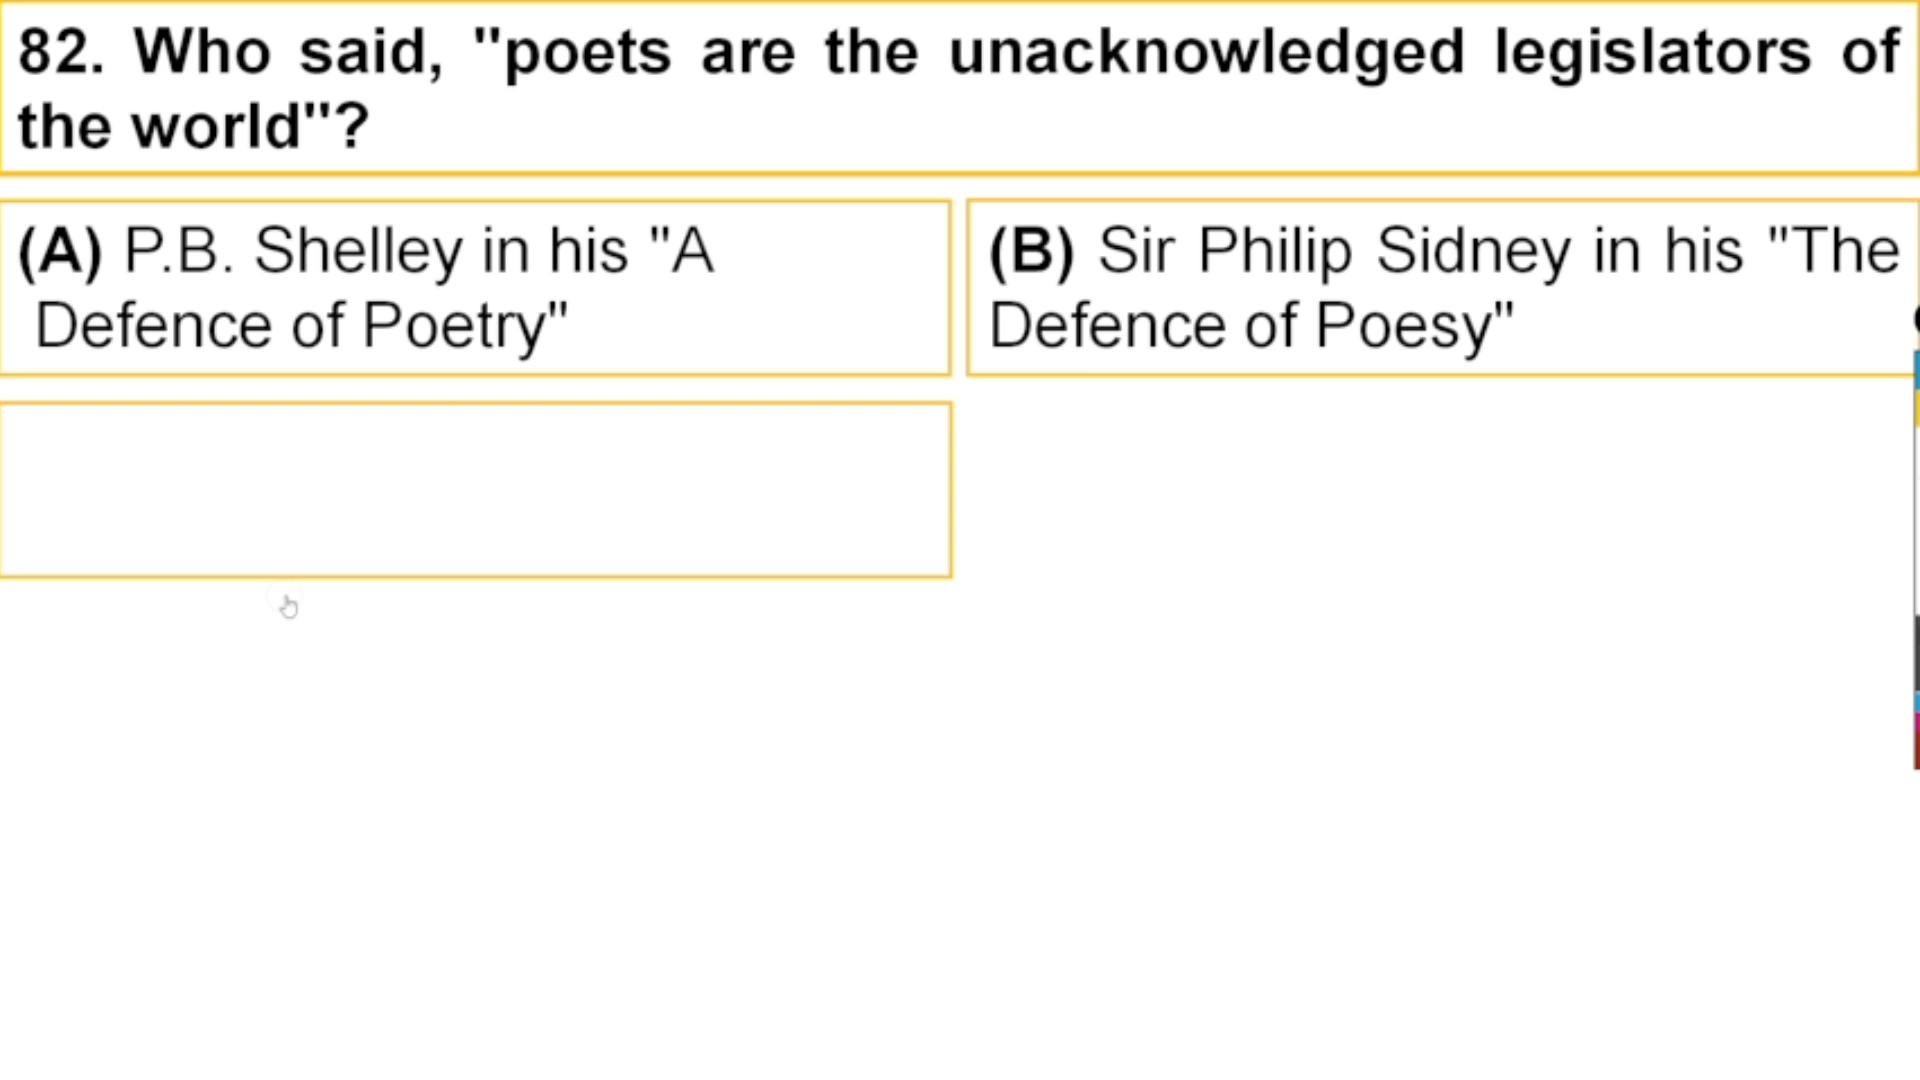 82. Who said, "poets are the unacknowledged legislators of
the world"?
(A) P.B. Shelley in his "A
Defence of Poetry"
(B) Sir Philip Sidney in his "The
Defence of Poesy"